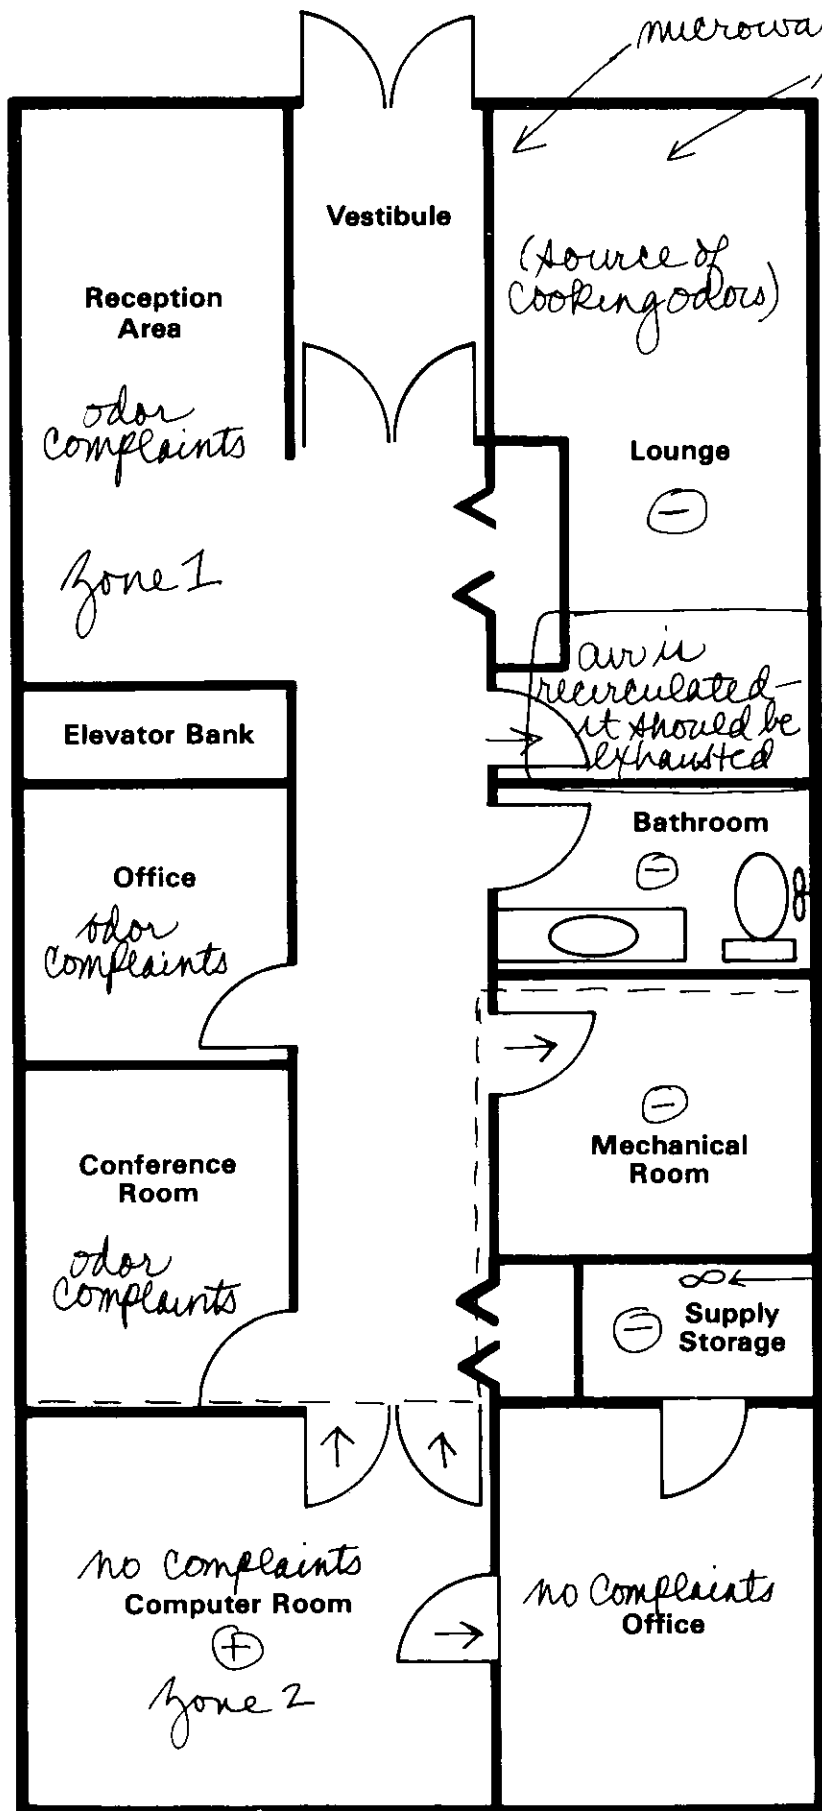 Vestibule
(source of
cooking odors)
Reception
Area
odor
complaints
Lounge
−
Zone 1
air is
recirculated—
it should be
exhausted
Elevator Bank
Bathroom
−
Office
odor
complaints
−
Mechanical
Room
Conference
Room
odor
complaints
−
Supply
Storage
no complaints
Computer Room
+
Zone 2
no complaints
Office